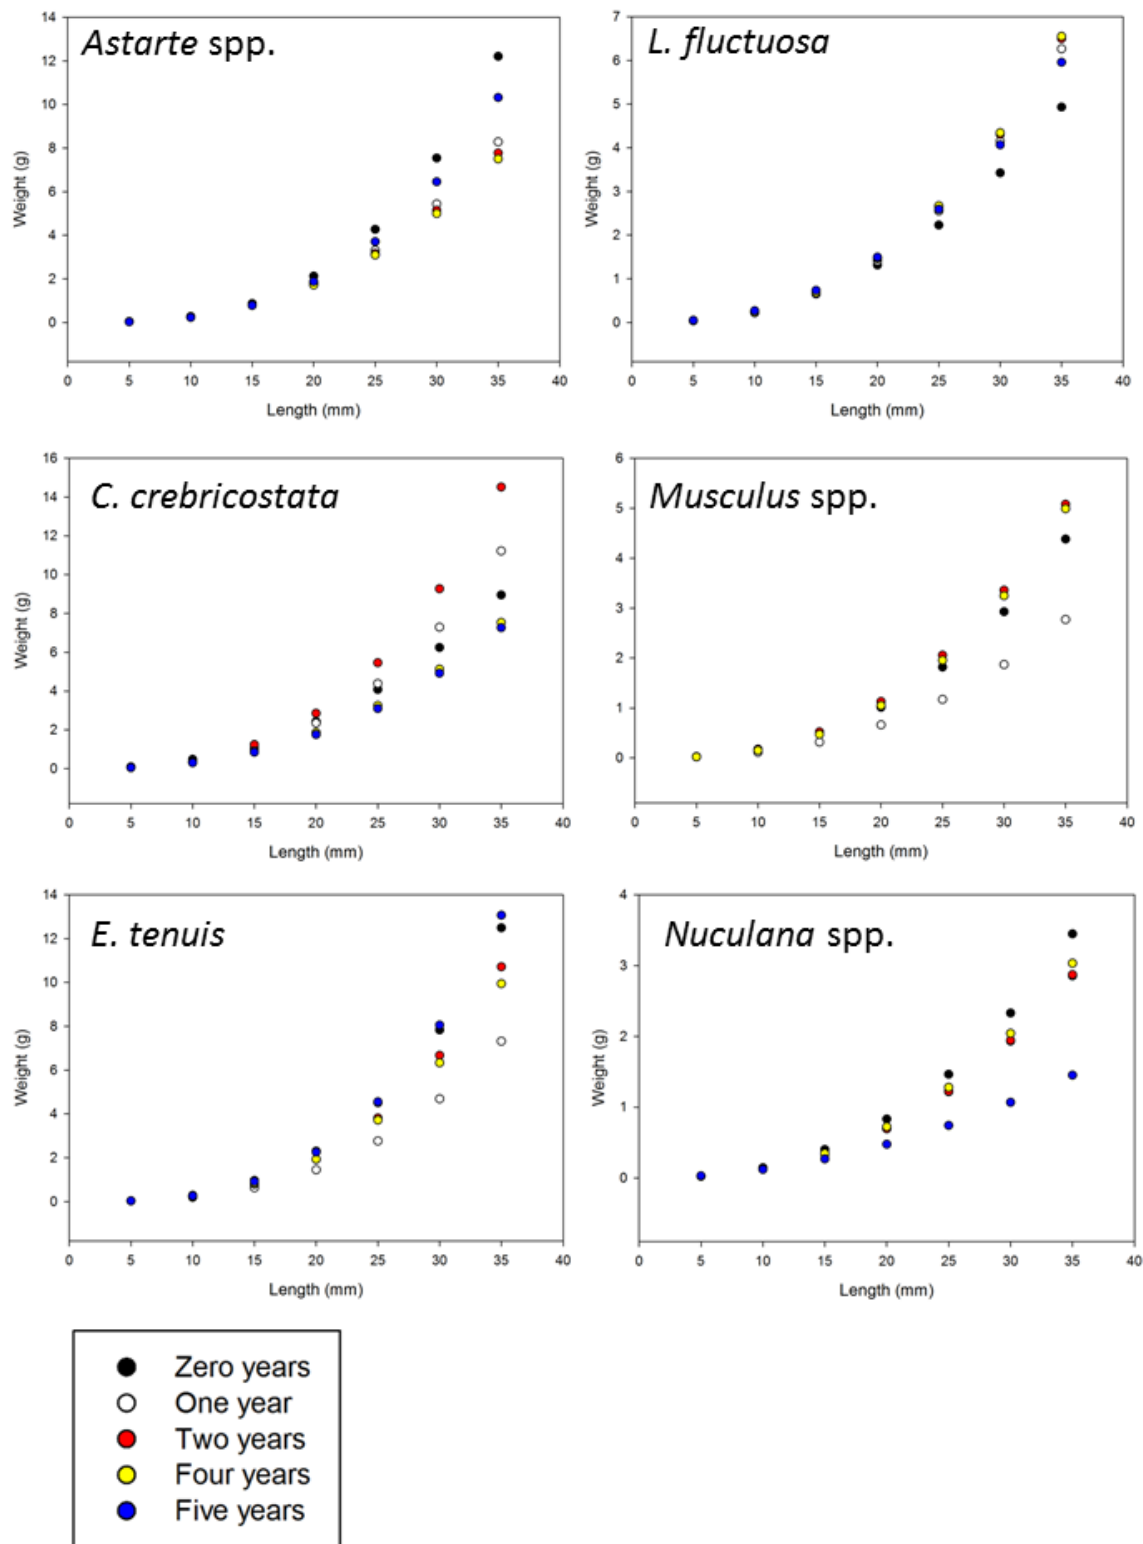 Astarte spp.
Weight (g)
14
12
10
8
6
4
2
0
0 5 10 15 20 25 30 35 40
Length (mm)
L. fluctuosa
Weight (g)
7
6
5
4
3
2
1
0
0 5 10 15 20 25 30 35 40
Length (mm)
C. crebricostata
Weight (g)
16
14
12
10
8
6
4
2
0
0 5 10 15 20 25 30 35 40
Length (mm)
Musculus spp.
Weight (g)
6
5
4
3
2
1
0
0 5 10 15 20 25 30 35 40
Length (mm)
E. tenuis
Weight (g)
14
12
10
8
6
4
2
0
0 5 10 15 20 25 30 35 40
Length (mm)
Nuculana spp.
Weight (g)
4
3
2
1
0
0 5 10 15 20 25 30 35 40
Length (mm)
Zero years
One year
Two years
Four years
Five years